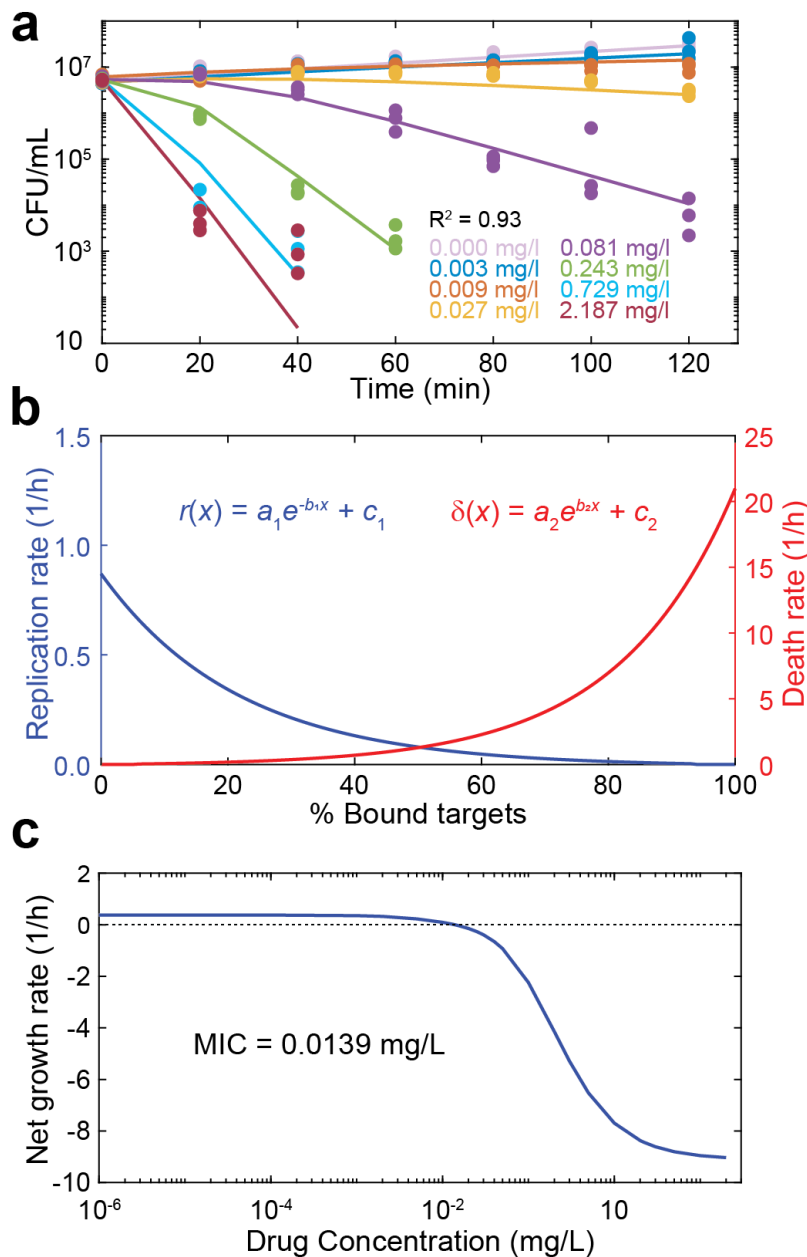 a
10⁷
10⁵
10³
10
CFU/mL
R² = 0.93
0.000 mg/l 0.081 mg/l
0.003 mg/l 0.243 mg/l
0.009 mg/l 0.729 mg/l
0.027 mg/l 2.187 mg/l
0 20 40 60 80 100 120
Time (min)
b
1.5
1.0
0.5
0.0
Replication rate (1/h)
r(x) = a₁e^{-b₁x} + c₁
δ(x) = a₂e^{b₂x} + c₂
25
20
15
10
5
0
Death rate (1/h)
0 20 40 60 80 100
% Bound targets
c
2
0
-2
-4
-6
-8
-10
Net growth rate (1/h)
MIC = 0.0139 mg/L
10⁻⁶ 10⁻⁴ 10⁻² 10
Drug Concentration (mg/L)